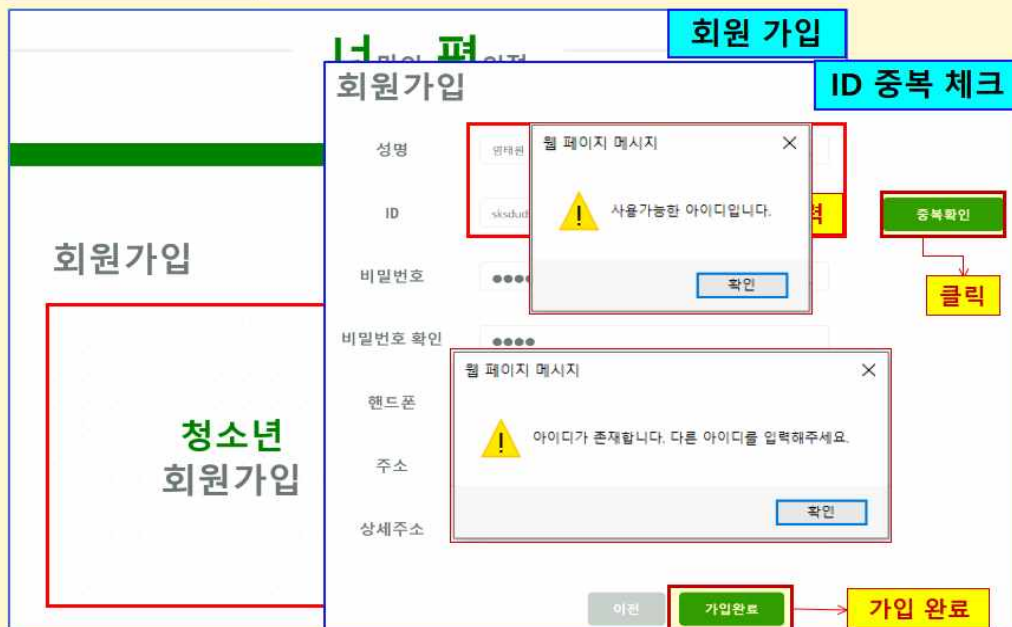 회원 가입
너
편
회원가입
ID 중복 체크
성명
ID
중복확인
웹 페이지 메시지
사용가능한 아이디입니다.
확인
력
클릭
회원가입
비밀번호
●●●●
비밀번호 확인
●●●●
웹 페이지 메시지
아이디가 존재합니다. 다른 아이디를 입력해주세요.
확인
핸드폰
주소
상세주소
청소년
회원가입
이전
가입완료
가입 완료